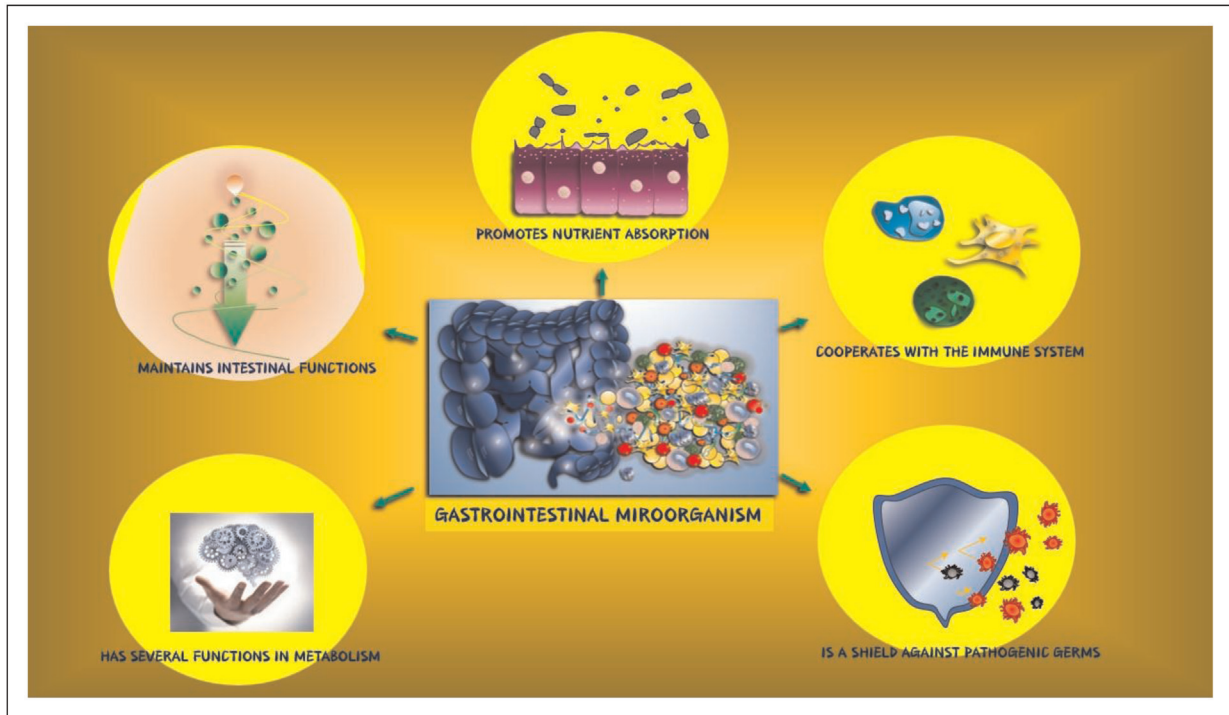 PROMOTES NUTRIENT ABSORPTION
MAINTAINS INTESTINAL FUNCTIONS
COOPERATES WITH THE IMMUNE SYSTEM
GASTROINTESTINAL MIROORGANISM
HAS SEVERAL FUNCTIONS IN METABOLISM
IS A SHIELD AGAINST PATHOGENIC GERMS